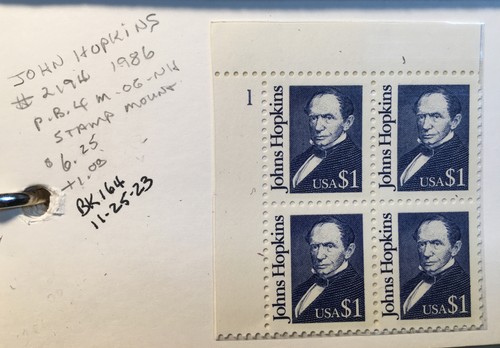 JOHN HOPKINS
#2194 1986
P.B. 4 M-OG-NH
STAMP MOUNT
$6.25
+1.00
BK 164
11-25-23
1
Johns Hopkins
USA $1
Johns Hopkins
USA $1
Johns Hopkins
USA $1
Johns Hopkins
USA $1